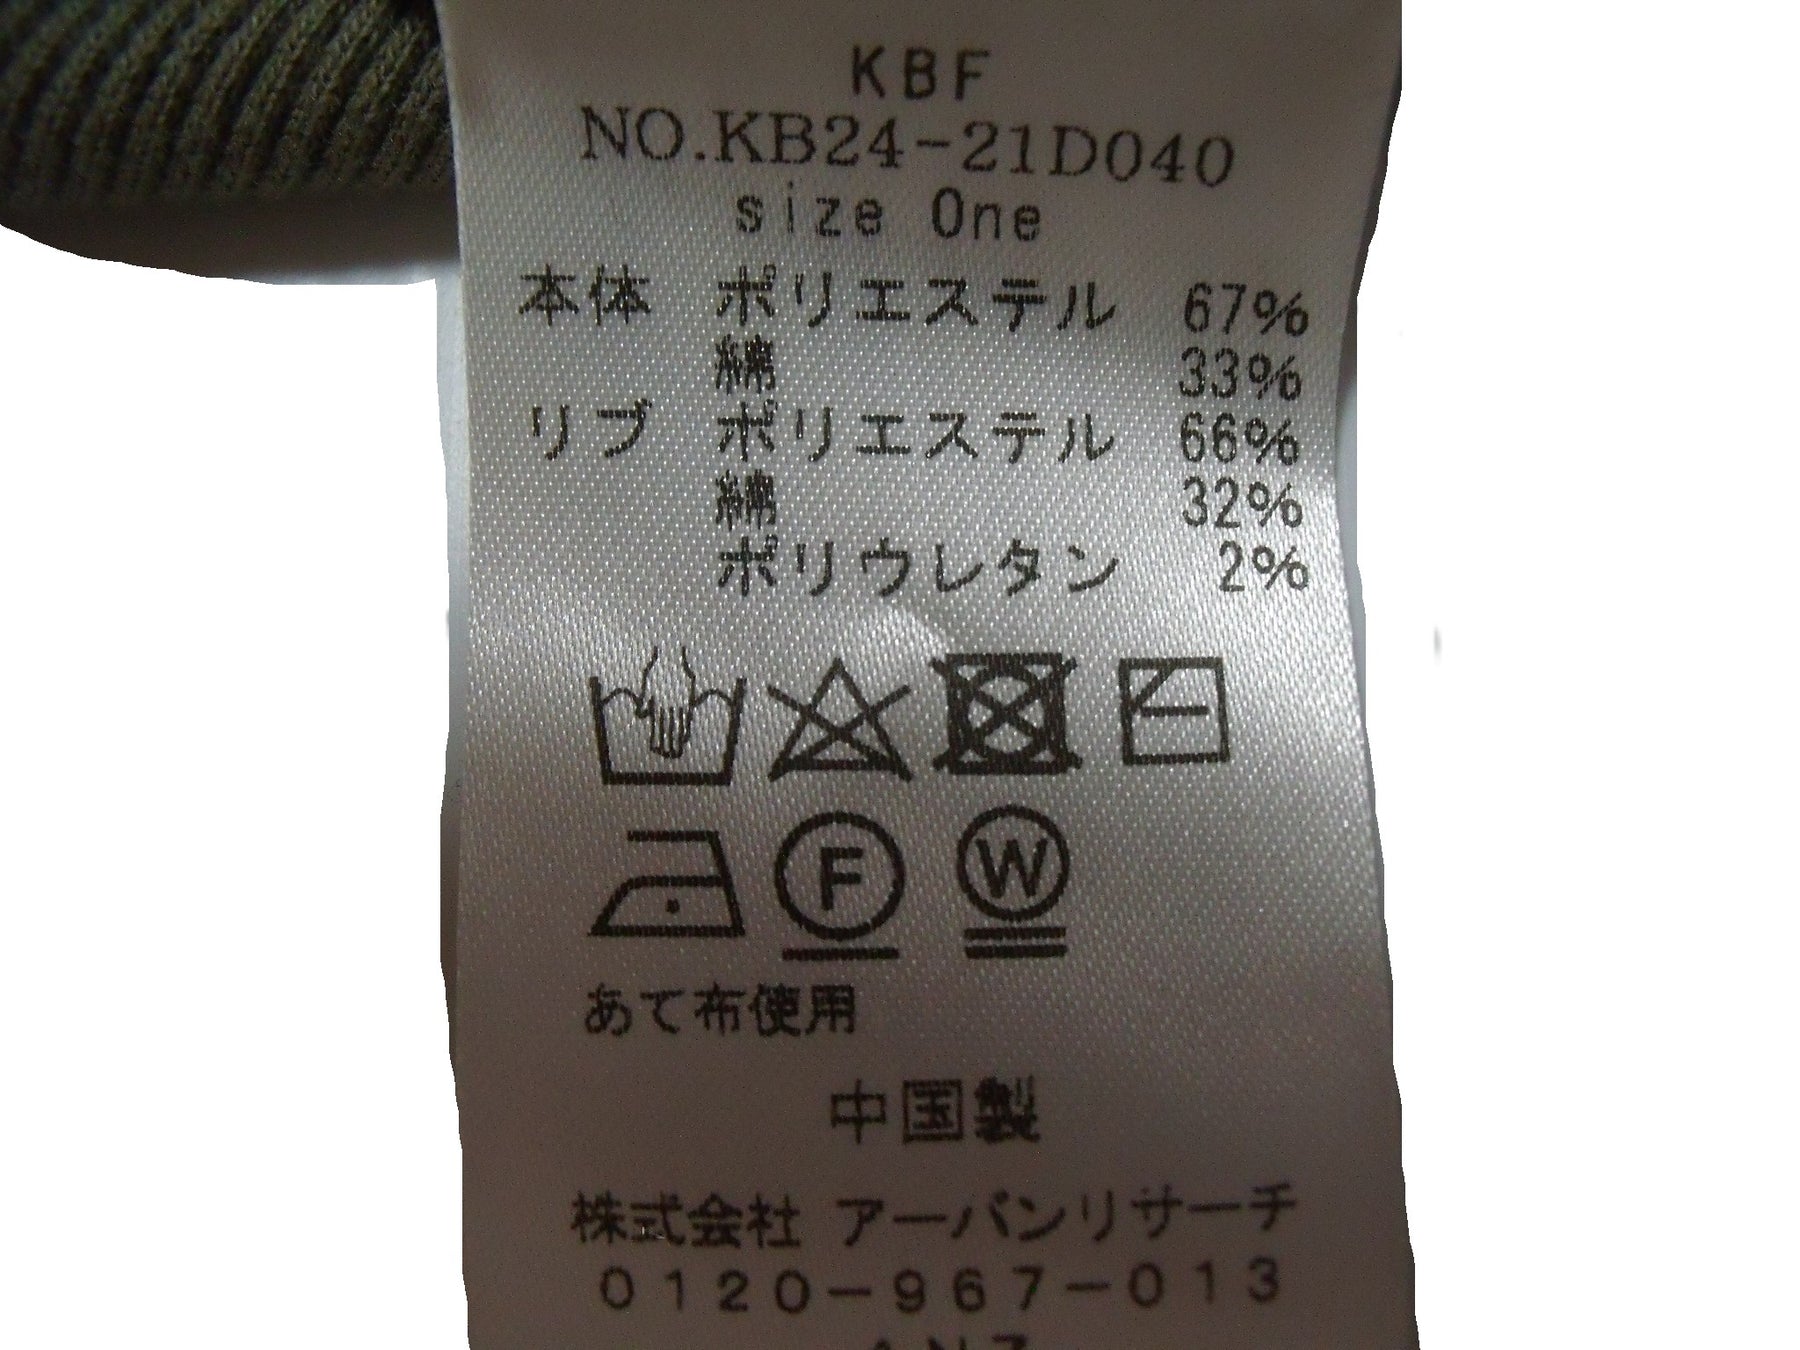 KBF
NO.KB24-21D040
size One
本体 ポリエステル 67%
綿 33%
リブ ポリエステル 66%
綿 32%
ポリウレタン 2%
F W
あて布使用
中国製
株式会社 アーバンリサーチ
0120-967-013